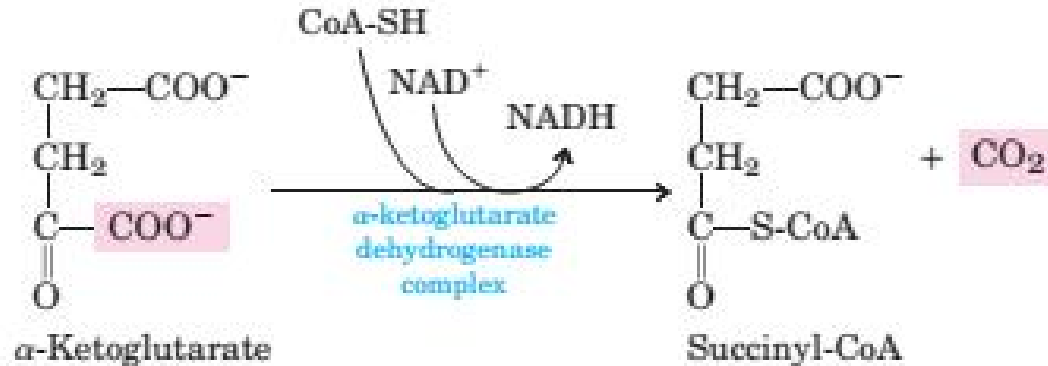 CoA-SH
NAD⁺
NADH
CH₂—COO⁻
CH₂
C—COO⁻
O
α-Ketoglutarate
α-ketoglutarate
dehydrogenase
complex
CH₂—COO⁻
CH₂
C—S-CoA
O
Succinyl-CoA
+ CO₂